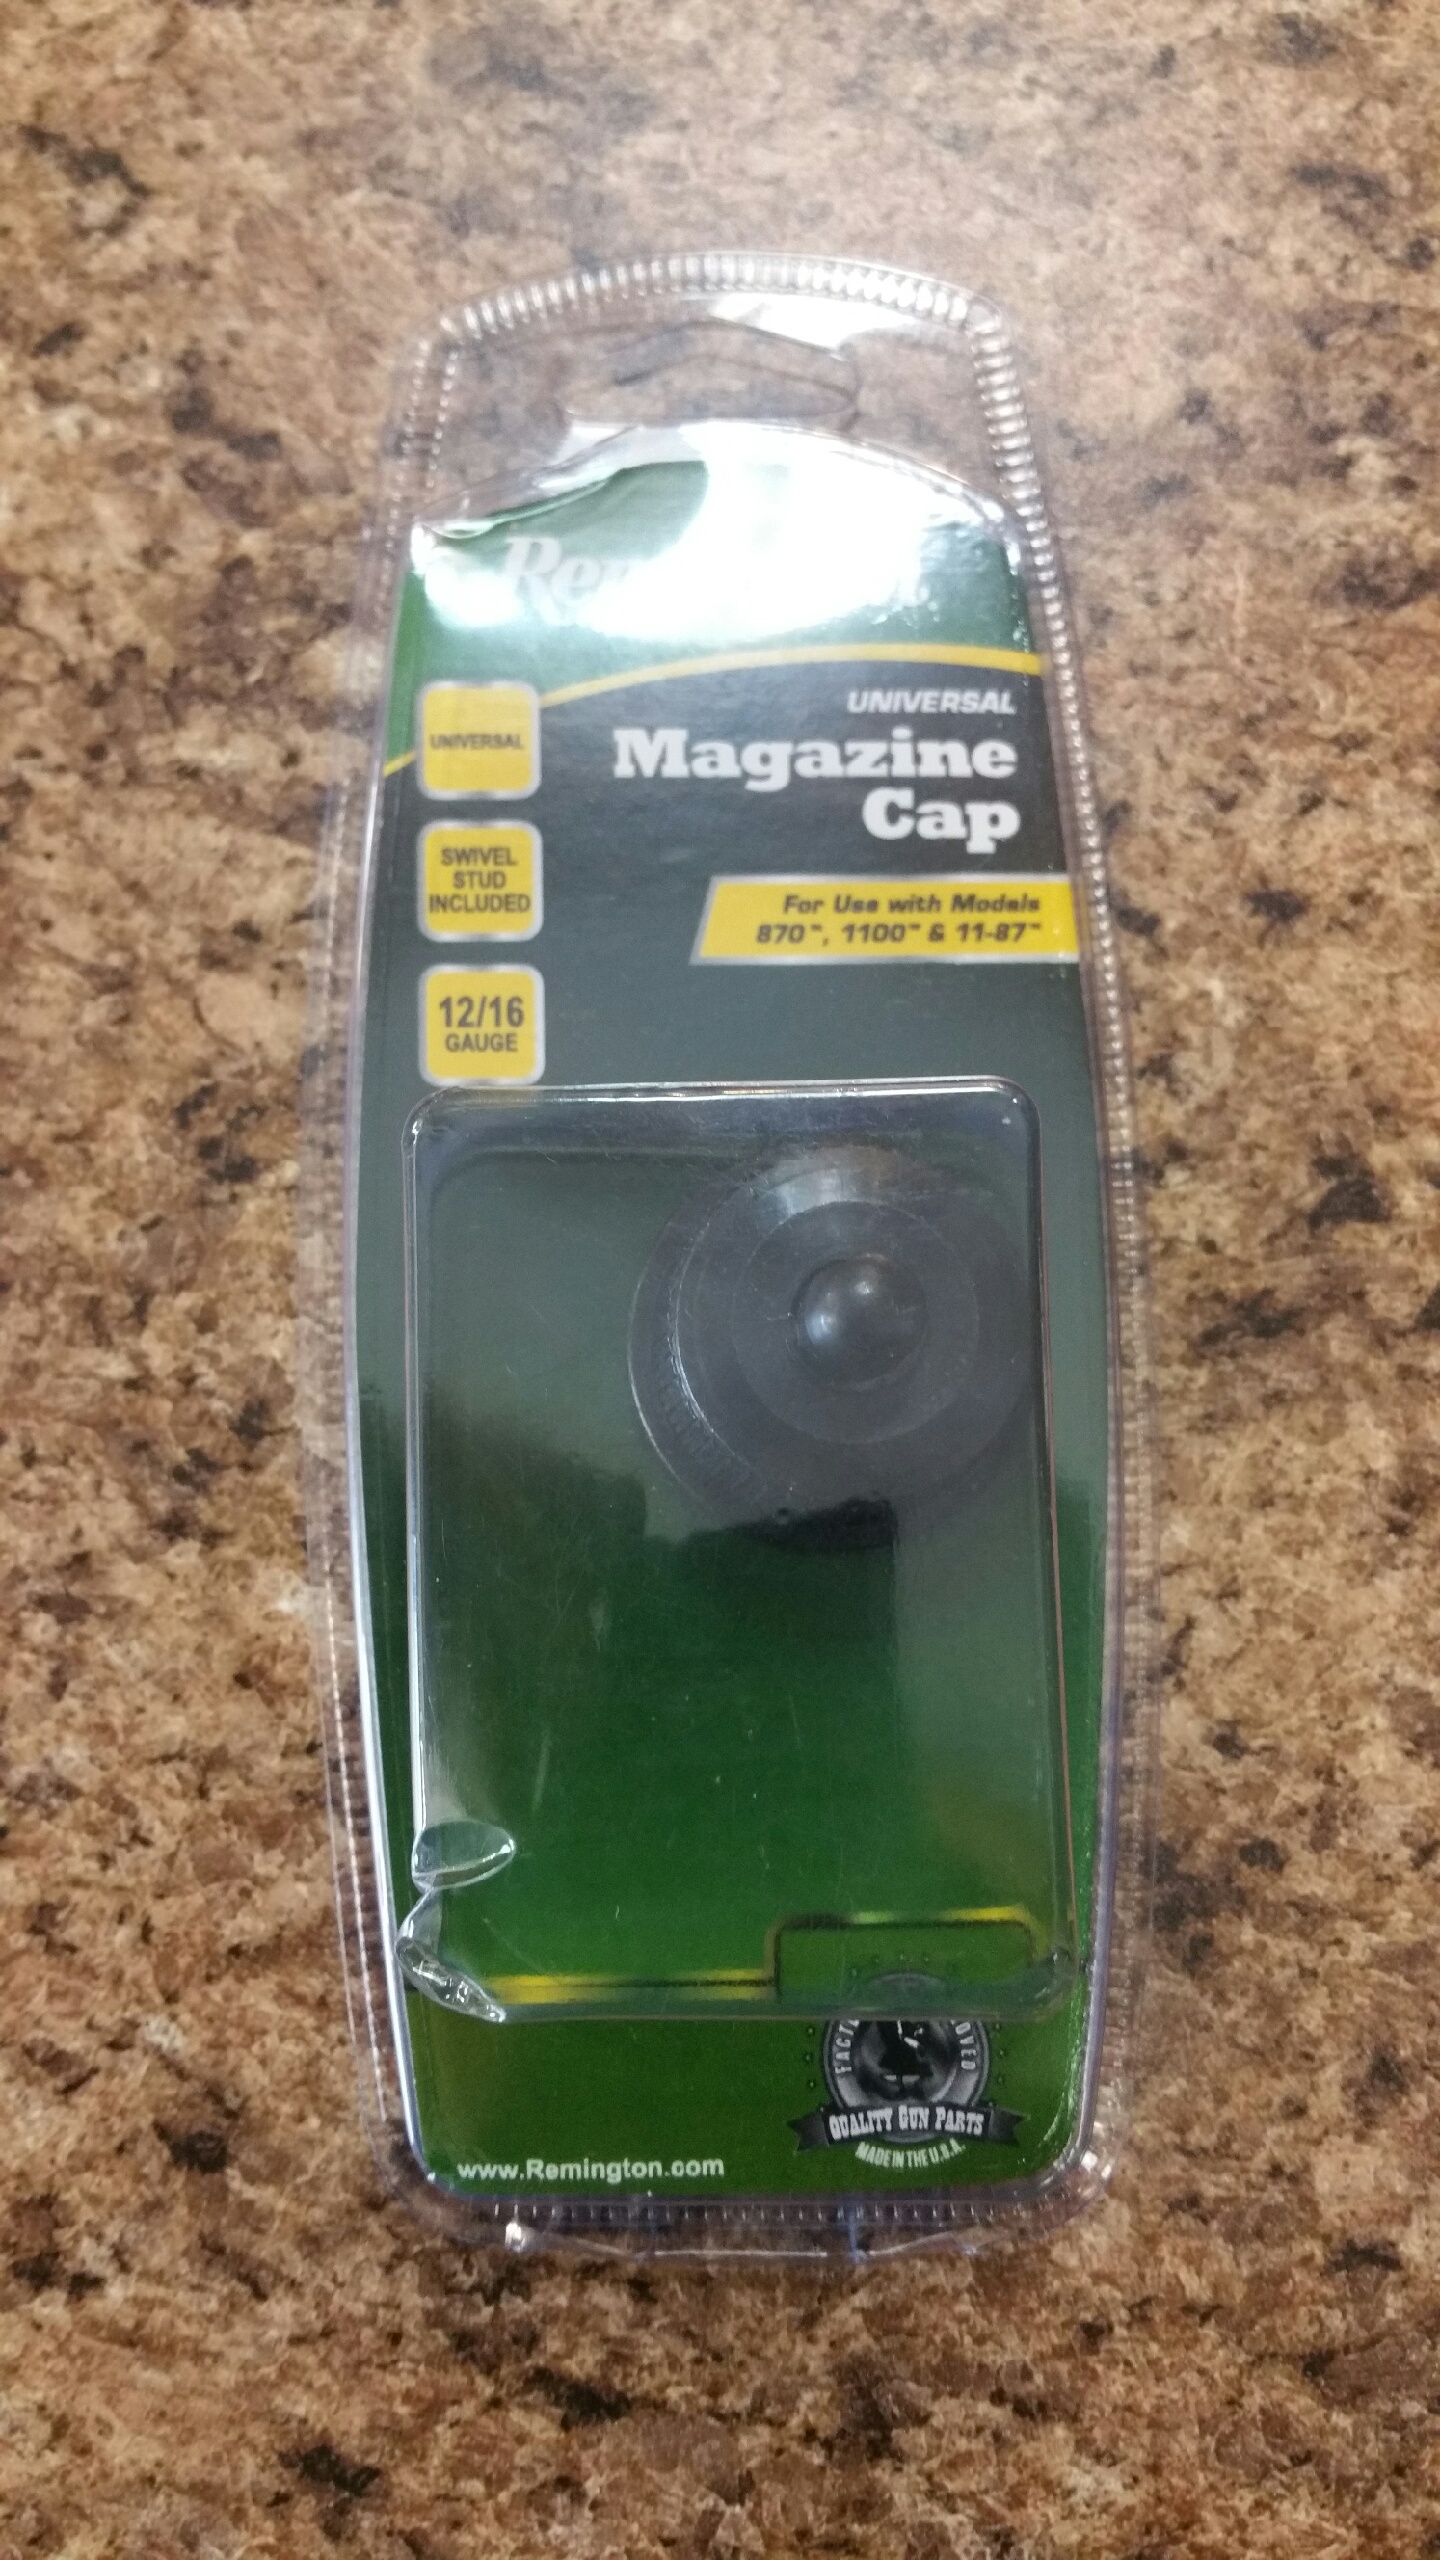 UNIVERSAL
Magazine
Cap
For Use with Models
870™, 1100™ & 11-87™
UNIVERSAL
SWIVEL
STUD
INCLUDED
12/16
GAUGE
QUALITY GUN PARTS
MADE IN THE U.S.A.
www.Remington.com